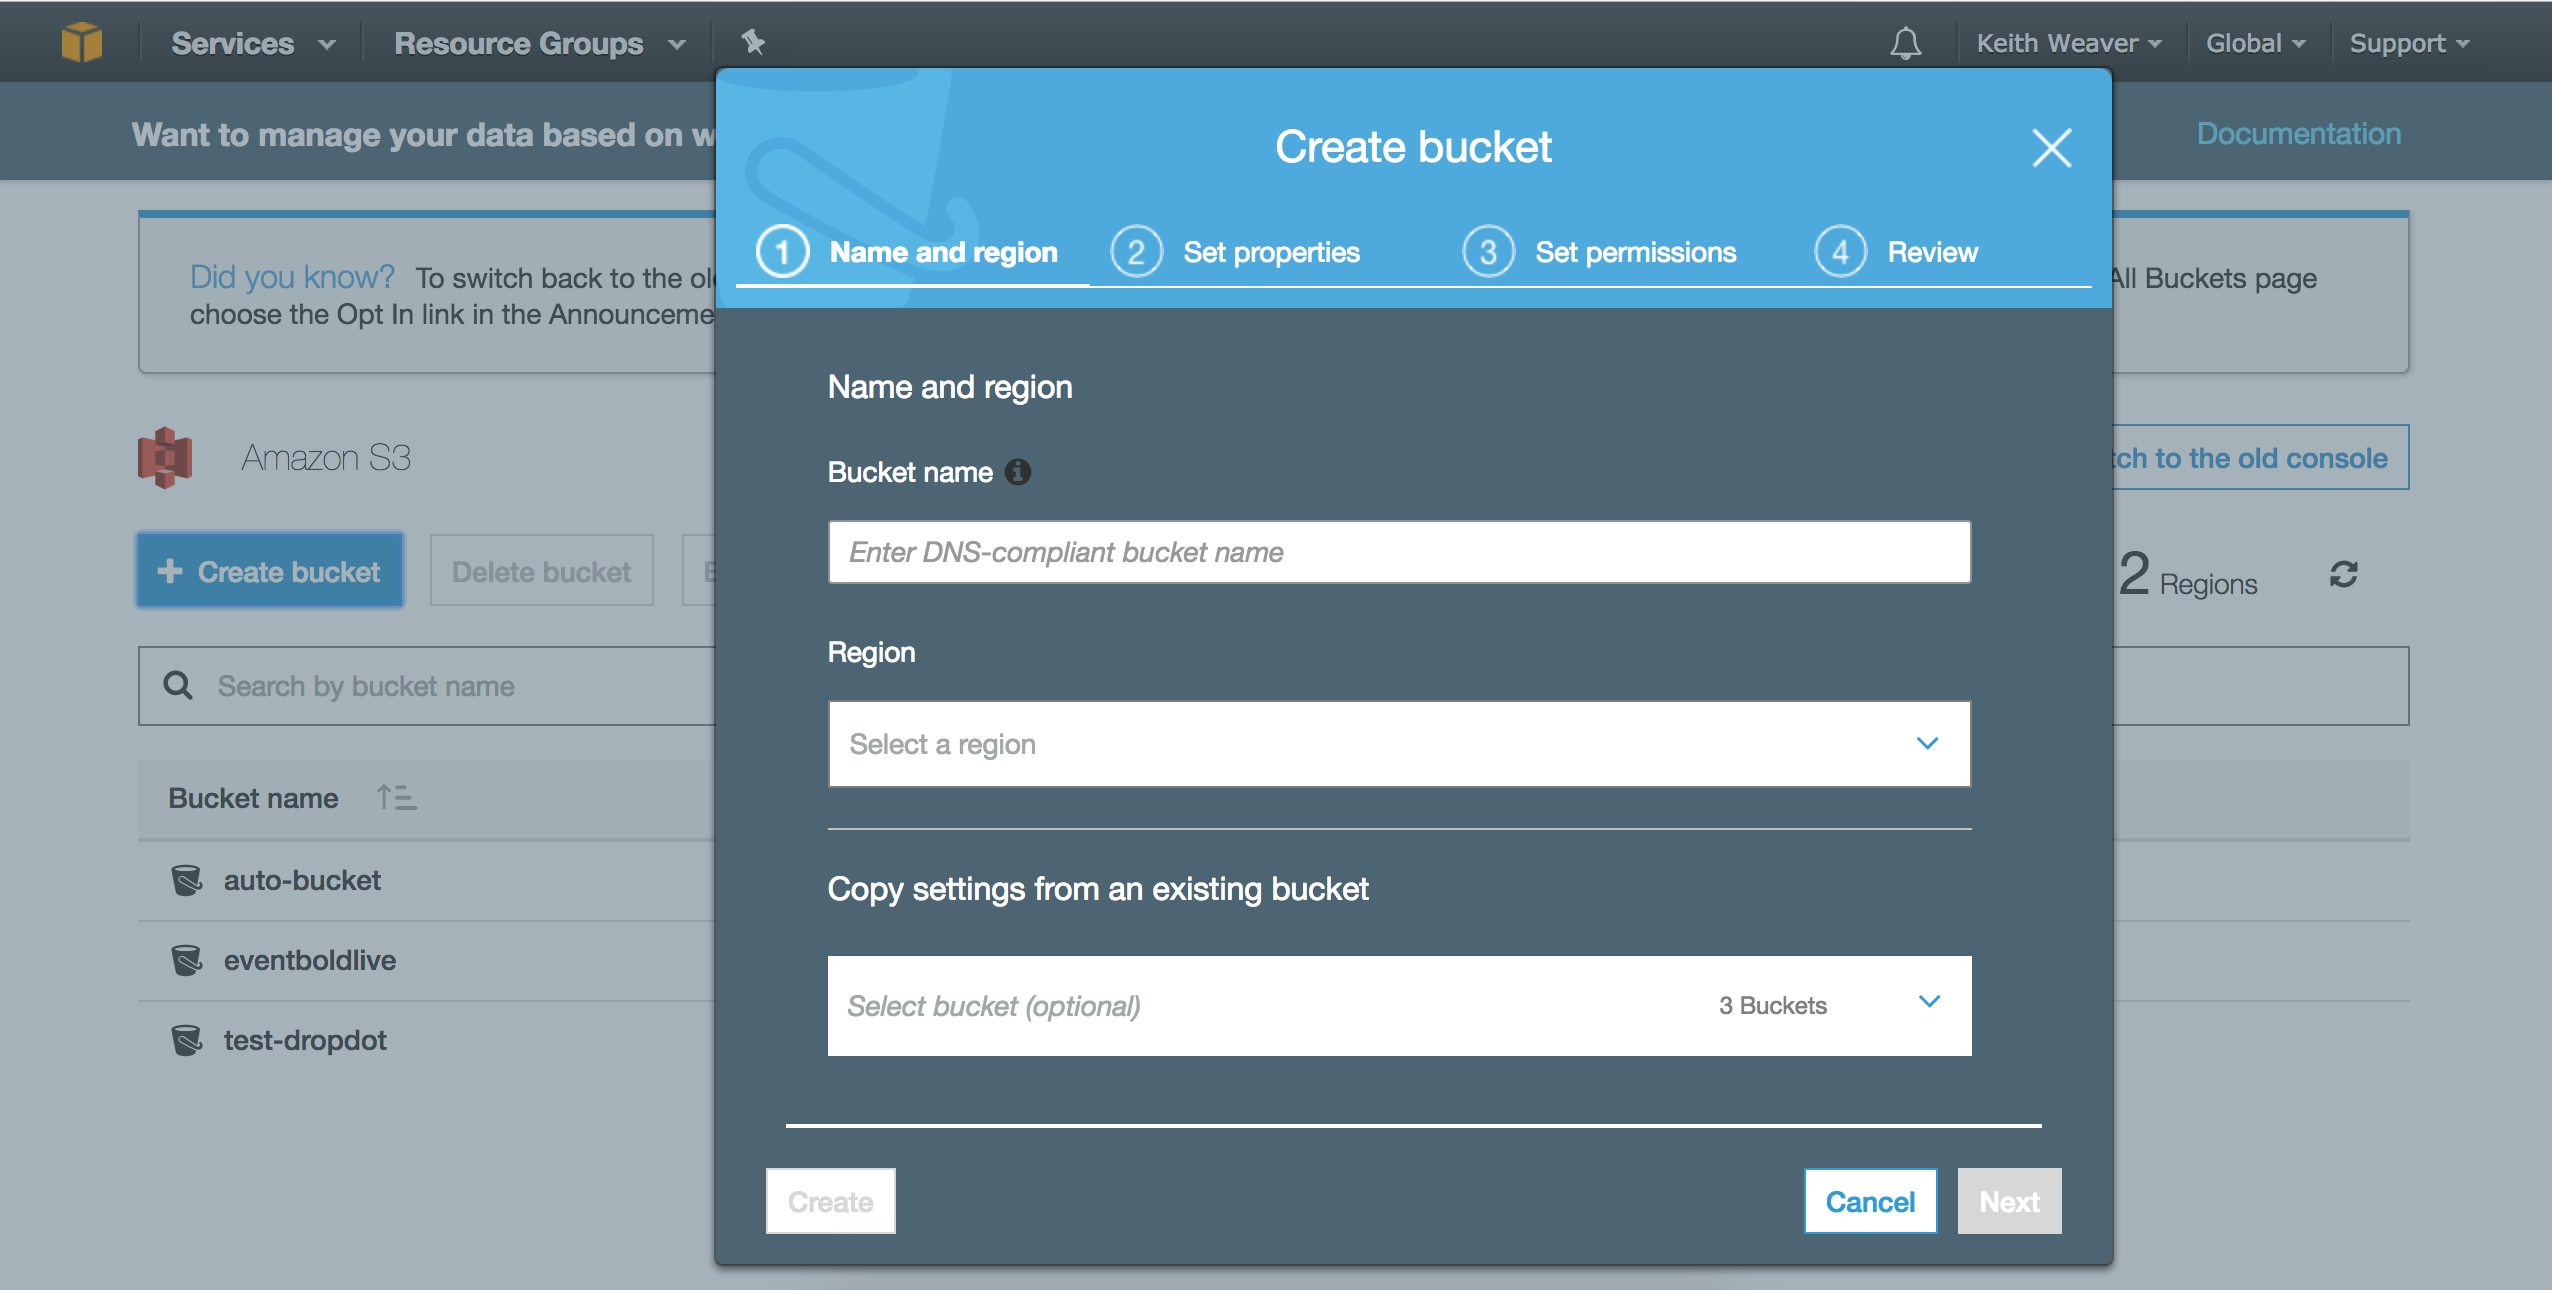 Services
Resource Groups
Keith Weaver
Global
Support
Want to manage your data based on w
Documentation
Did you know? To switch back to the old
choose the Opt In link in the Announceme
All Buckets page
Amazon S3
tch to the old console
Create bucket
Delete bucket
2 Regions
Search by bucket name
Bucket name
auto-bucket
eventboldlive
test-dropdot
Create bucket
1 Name and region
2 Set properties
3 Set permissions
4 Review
Name and region
Bucket name
Enter DNS-compliant bucket name
Region
Select a region
Copy settings from an existing bucket
Select bucket (optional)
3 Buckets
Create
Cancel
Next